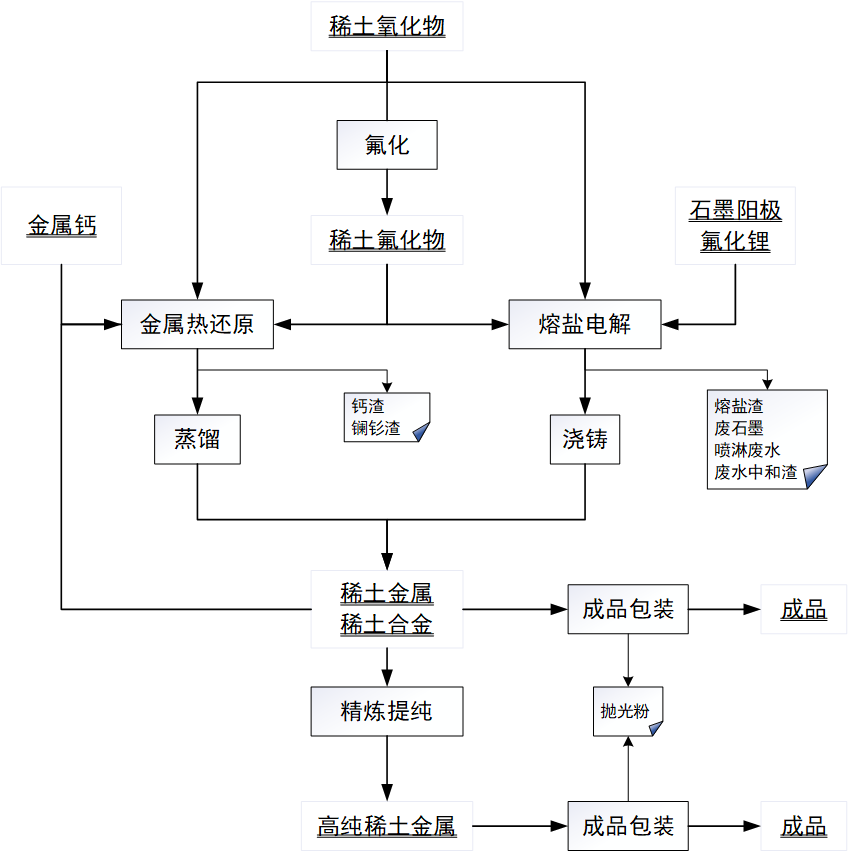 稀土氧化物
氟化
金属钙
稀土氟化物
石墨阳极
氟化锂
金属热还原
熔盐电解
钙渣
镧钐渣
熔盐渣
废石墨
喷淋废水
废水中和渣
蒸馏
浇铸
稀土金属
稀土合金
成品包装
成品
精炼提纯
抛光粉
高纯稀土金属
成品包装
成品